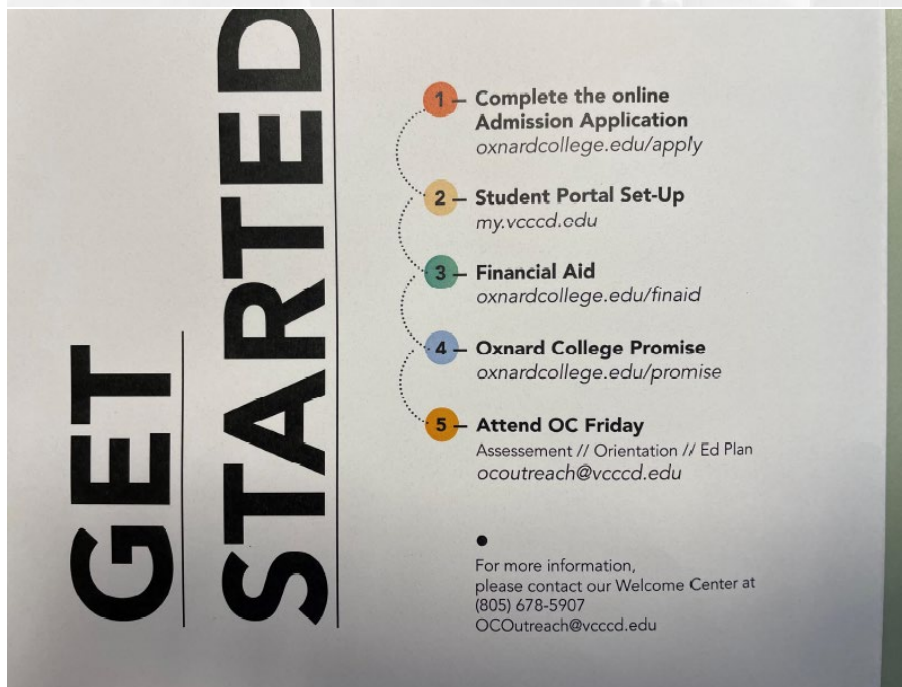 GET
STARTED
1 – Complete the online
Admission Application
oxnardcollege.edu/apply
2 – Student Portal Set-Up
my.vcccd.edu
3 – Financial Aid
oxnardcollege.edu/finaid
4 – Oxnard College Promise
oxnardcollege.edu/promise
5 – Attend OC Friday
Assessement // Orientation // Ed Plan
ocoutreach@vcccd.edu
For more information,
please contact our Welcome Center at
(805) 678-5907
OCOutreach@vcccd.edu